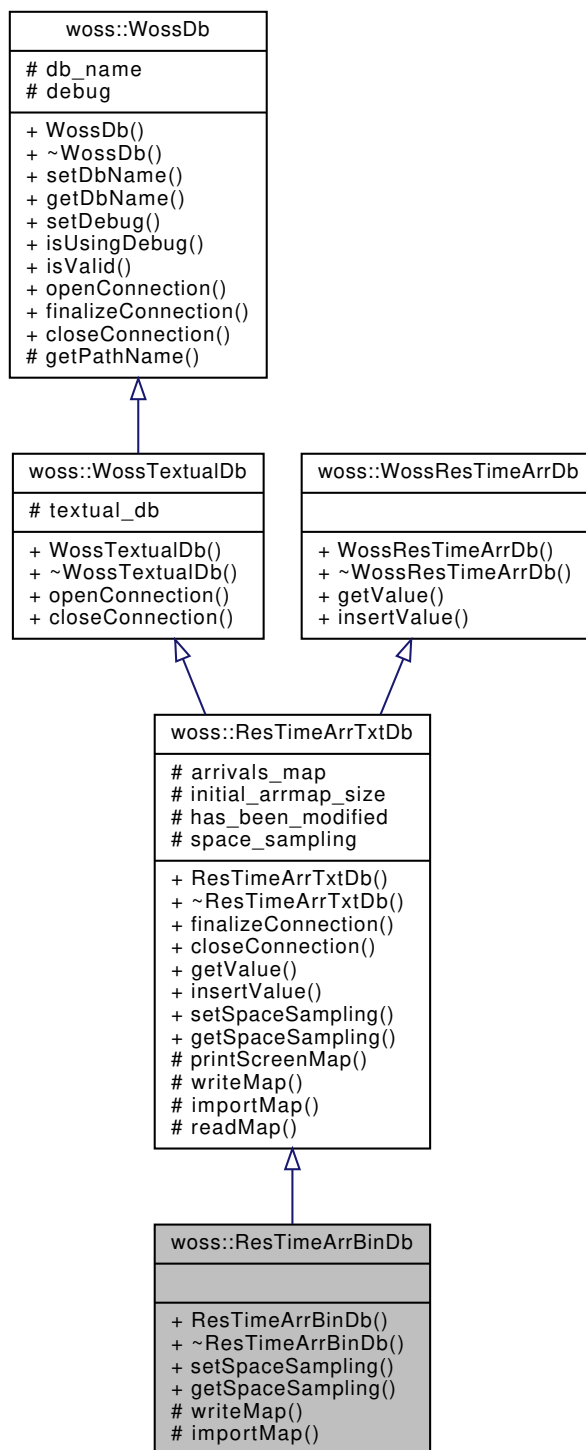 woss::WossDb
# db_name
# debug
+ WossDb()
+ ~WossDb()
+ setDbName()
+ getDbName()
+ setDebug()
+ isUsingDebug()
+ isValid()
+ openConnection()
+ finalizeConnection()
+ closeConnection()
# getPathName()
woss::WossTextualDb
# textual_db
+ WossTextualDb()
+ ~WossTextualDb()
+ openConnection()
+ closeConnection()
woss::WossResTimeArrDb
+ WossResTimeArrDb()
+ ~WossResTimeArrDb()
+ getValue()
+ insertValue()
woss::ResTimeArrTxtDb
# arrivals_map
# initial_arrmap_size
# has_been_modified
# space_sampling
+ ResTimeArrTxtDb()
+ ~ResTimeArrTxtDb()
+ finalizeConnection()
+ closeConnection()
+ getValue()
+ insertValue()
+ setSpaceSampling()
+ getSpaceSampling()
# printScreenMap()
# writeMap()
# importMap()
# readMap()
woss::ResTimeArrBinDb
+ ResTimeArrBinDb()
+ ~ResTimeArrBinDb()
+ setSpaceSampling()
+ getSpaceSampling()
# writeMap()
# importMap()